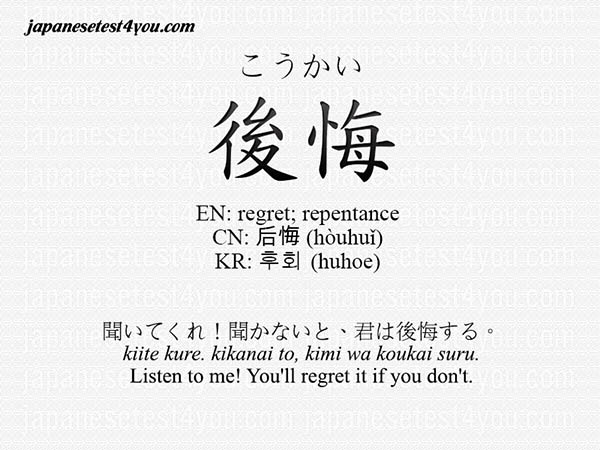 japanesetest4you.com
こうかい
後悔
EN: regret; repentance
CN: 后悔 (hòuhuǐ)
KR: 후회 (huhoe)
聞いてくれ！聞かないと、君は後悔する。
kiite kure. kikanai to, kimi wa koukai suru.
Listen to me! You'll regret it if you don't.